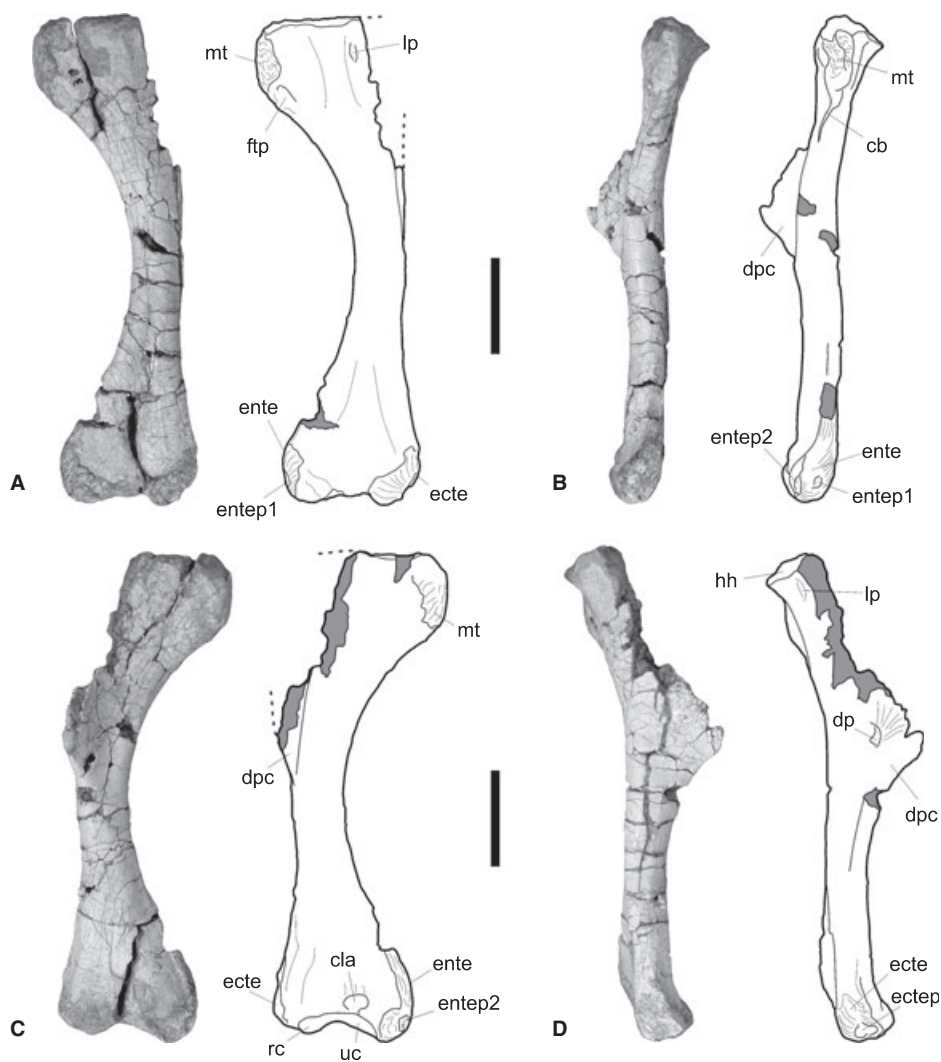 mt
lp
ftp
ente
entep1
ecte
A
mt
cb
dpc
entep2
ente
entep1
B
mt
dpc
cla
ente
ecte
entep2
rc
uc
C
hh
lp
dp
dpc
ecte
ectep
D